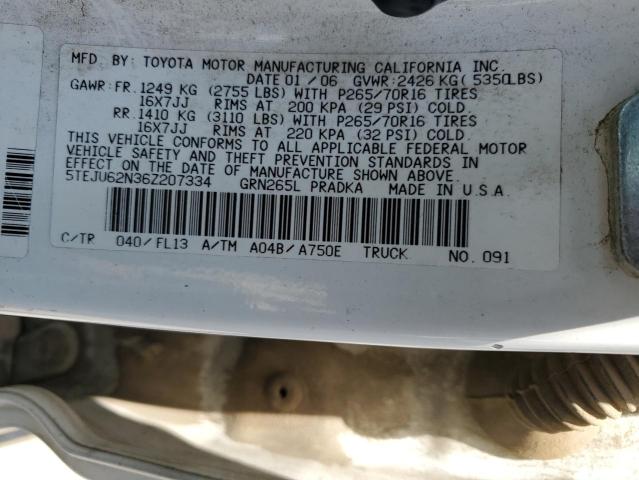 MFD. BY: TOYOTA MOTOR MANUFACTURING CALIFORNIA INC.
DATE 01/06 GVWR: 2426 KG( 5350LBS)
GAWR: FR. 1249 KG (2755 LBS) WITH P265/70R16 TIRES
16X7JJ RIMS AT 200 KPA (29 PSI) COLD.
RR. 1410 KG (3110 LBS) WITH P265/70R16 TIRES
16X7JJ RIMS AT 220 KPA (32 PSI) COLD.
THIS VEHICLE CONFORMS TO ALL APPLICABLE FEDERAL MOTOR
VEHICLE SAFETY AND THEFT PREVENTION STANDARDS IN
EFFECT ON THE DATE OF MANUFACTURE SHOWN ABOVE.
5TEJU62N36Z207334 GRN265L PRADKA MADE IN U.S.A.
C/TR 040/FL13 A/TM A04B/A750E TRUCK NO. 091